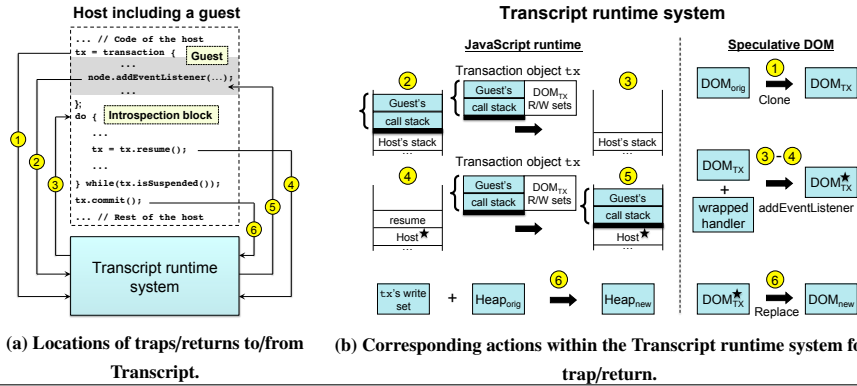 Host including a guest
... // Code of the host
tx = transaction {
...
Guest
node.addEventListener(...);
...
};
do {
Introspection block
...
tx = tx.resume();
...
} while(tx.isSuspended());
tx.commit();
... // Rest of the host
1
2
3
4
5
6
Transcript runtime
system
(a) Locations of traps/returns to/from
Transcript.
Transcript runtime system
JavaScript runtime
2
Transaction object tx
3
Guest's
call stack
Host's stack
...
Guest's
call stack
DOMTX
R/W sets
Host's stack
...
4
Transaction object tx
5
resume
Host★
...
Guest's
call stack
DOMTX
R/W sets
Guest's
call stack
Host★
...
tx's write
set
+
Heaporig
6
Heapnew
Speculative DOM
1
DOMorig
Clone
DOMTX
3 - 4
DOMTX
+
wrapped
handler
addEventListener
DOM★TX
6
DOM★TX
Replace
DOMnew
(b) Corresponding actions within the Transcript runtime system fo
trap/return.